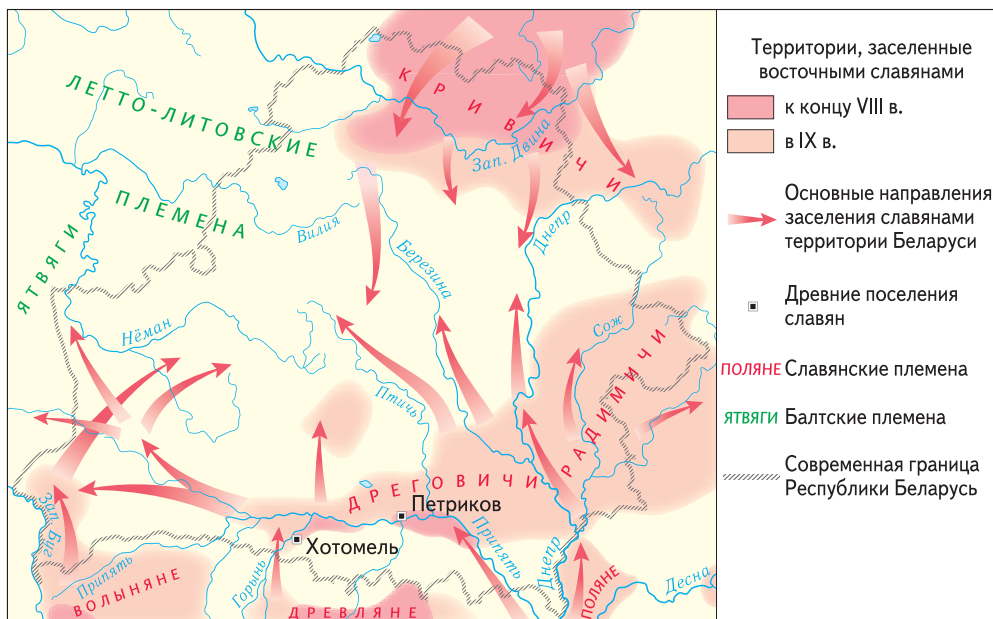 КРИВИЧИ
ЛЕТТО-ЛИТОВСКИЕ
ПЛЕМЕНА
ЯТВЯГИ
Зап. Двина
Вилия
Березина
Днепр
Нёман
Сож
Птичь
РАДИМИЧИ
ДРЕГОВИЧИ
Петриков
Хотомель
Зап. Буг
Припять
Горынь
Припять
Днепр
Десна
ВОЛЫНЯНЕ
ДРЕВЛЯНЕ
ПОЛЯНЕ
Территории, заселенные
восточными славянами
к концу VIII в.
в IX в.
Основные направления
заселения славянами
территории Беларуси
Древние поселения
славян
ПОЛЯНЕ Славянские племена
ЯТВЯГИ Балтские племена
Современная граница
Республики Беларусь